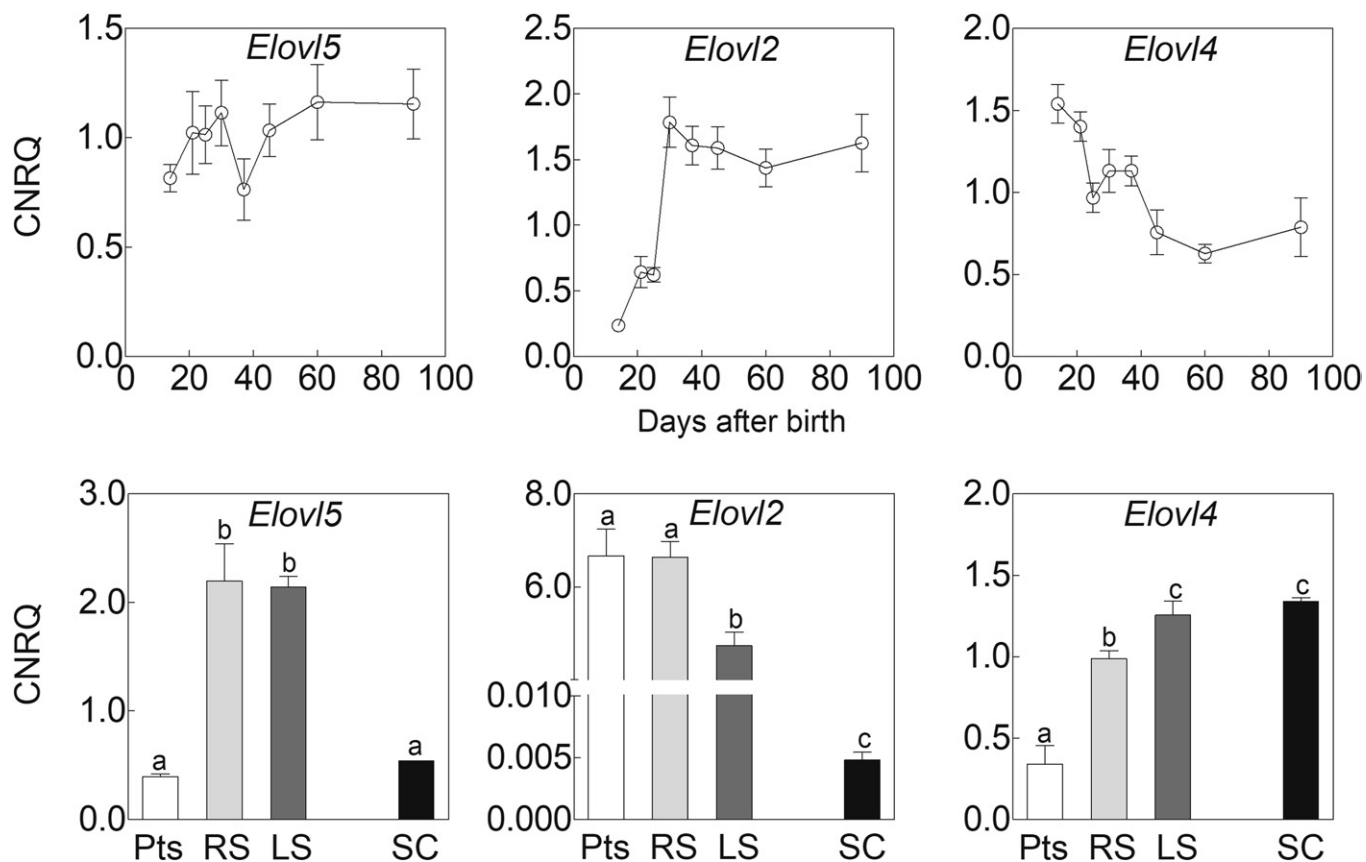 Elovl5
Elovl2
Elovl4
CNRQ
1.5
1.0
0.5
0.0
0 20 40 60 80 100
2.5
2.0
1.5
1.0
0.5
0.0
0 20 40 60 80 100
2.0
1.5
1.0
0.5
0.0
0 20 40 60 80 100
Days after birth
Elovl5
Elovl2
Elovl4
CNRQ
3.0
2.0
1.0
0.0
a b b a
Pts RS LS SC
8.0
6.0
0.010
0.005
0.000
a a b c
Pts RS LS SC
2.0
1.5
1.0
0.5
0.0
a b c c
Pts RS LS SC